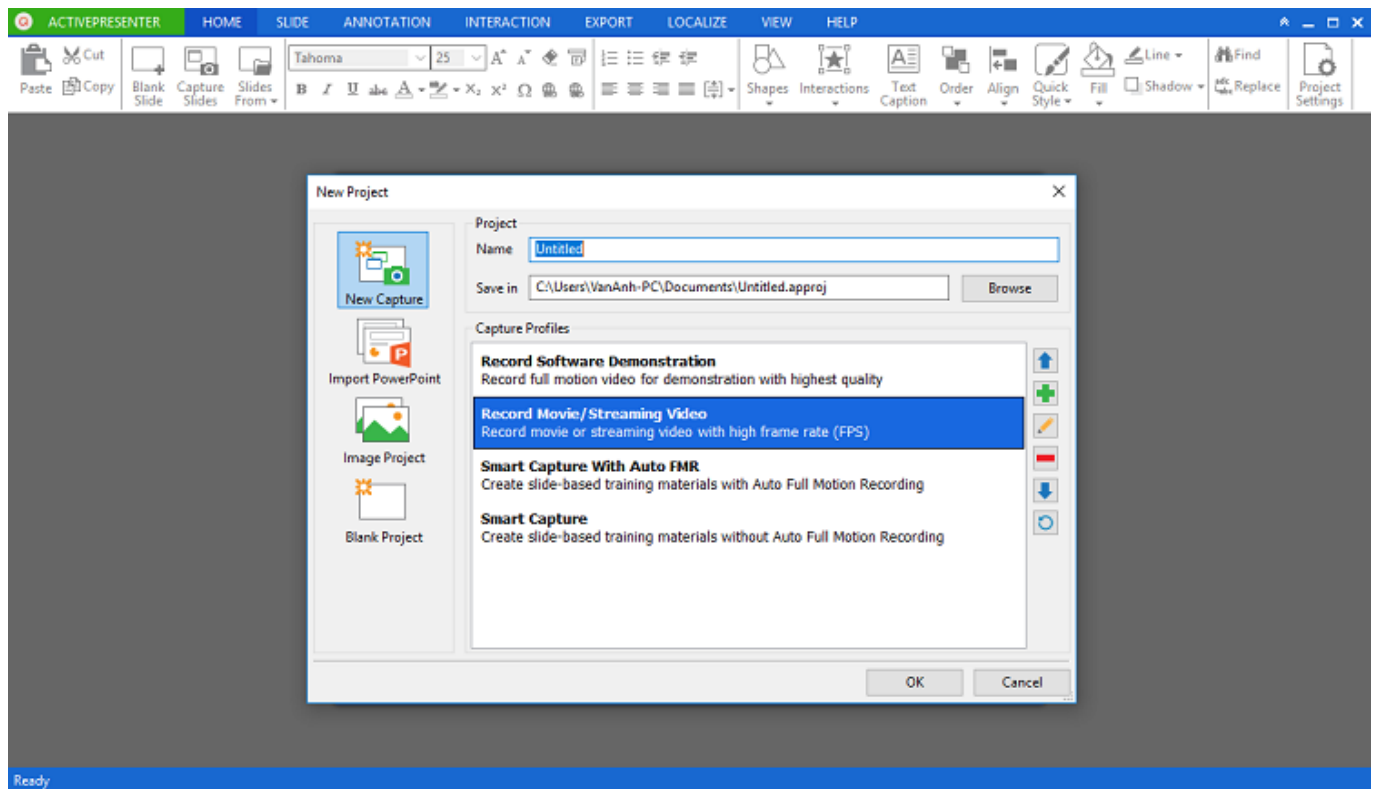 ACTIVEPRESENTER HOME SLIDE ANNOTATION INTERACTION EXPORT LOCALIZE VIEW HELP
Paste
Cut
Copy
Blank
Slide
Capture
Slides
Slides
From
Tahoma 25
B I U abc A X₂ X² Ω
Shapes
Interactions
Text
Caption
Order
Align
Quick
Style
Fill
Line
Shadow
Find
Replace
Project
Settings
New Project
New Capture
Import PowerPoint
Image Project
Blank Project
Project
Name Untitled
Save in C:\Users\VanAnh-PC\Documents\Untitled.approj Browse
Capture Profiles
Record Software Demonstration
Record full motion video for demonstration with highest quality
Record Movie/Streaming Video
Record movie or streaming video with high frame rate (FPS)
Smart Capture With Auto FMR
Create slide-based training materials with Auto Full Motion Recording
Smart Capture
Create slide-based training materials without Auto Full Motion Recording
OK Cancel
Ready